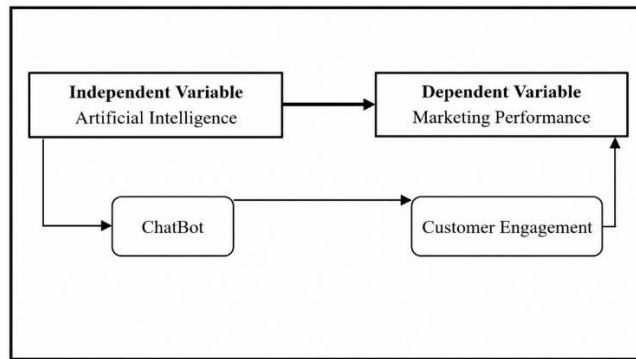 Independent Variable
Artificial Intelligence
Dependent Variable
Marketing Performance
ChatBot
Customer Engagement